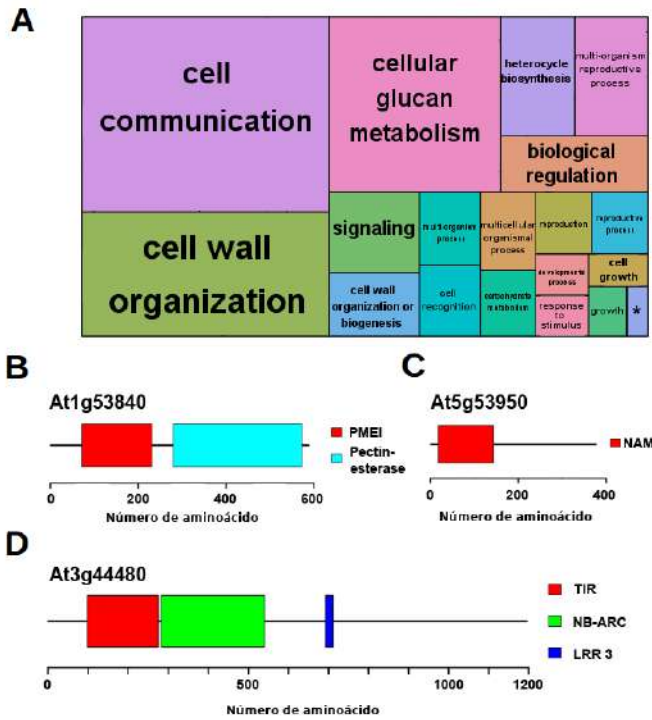 A
cell
communication
cell wall
organization
cellular
glucan
metabolism
heterocycle
biosynthesis
multi-organism
reproductive
process
biological
regulation
signaling
cell wall
organization or
biogenesis
multi-organism
process
cell
recognition
multicellular
organismal
process
carbohydrate
metabolism
reproduction
reproductive
process
developmental
process
response
to
stimulus
cell
growth
growth
*
B
At1g53840
PMEI
Pectin-
esterase
0 200 400 600
Número de aminoácido
C
At5g53950
NAM
0 200 400
Número de aminoácido
D
At3g44480
TIR
NB-ARC
LRR 3
0 500 1000 1200
Número de aminoácido